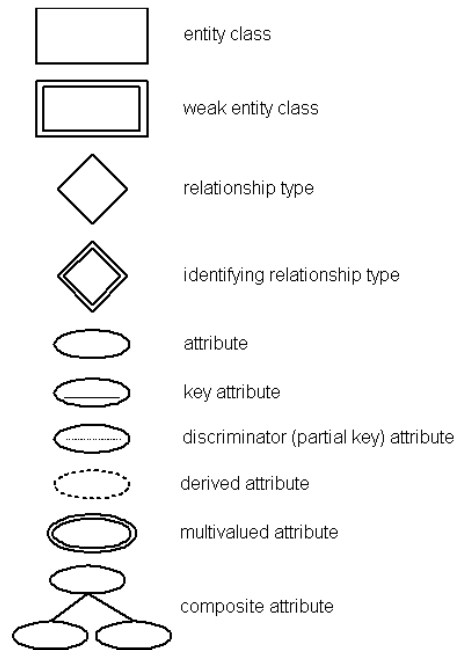 entity class
weak entity class
relationship type
identifying relationship type
attribute
key attribute
discriminator (partial key) attribute
derived attribute
multivalued attribute
composite attribute